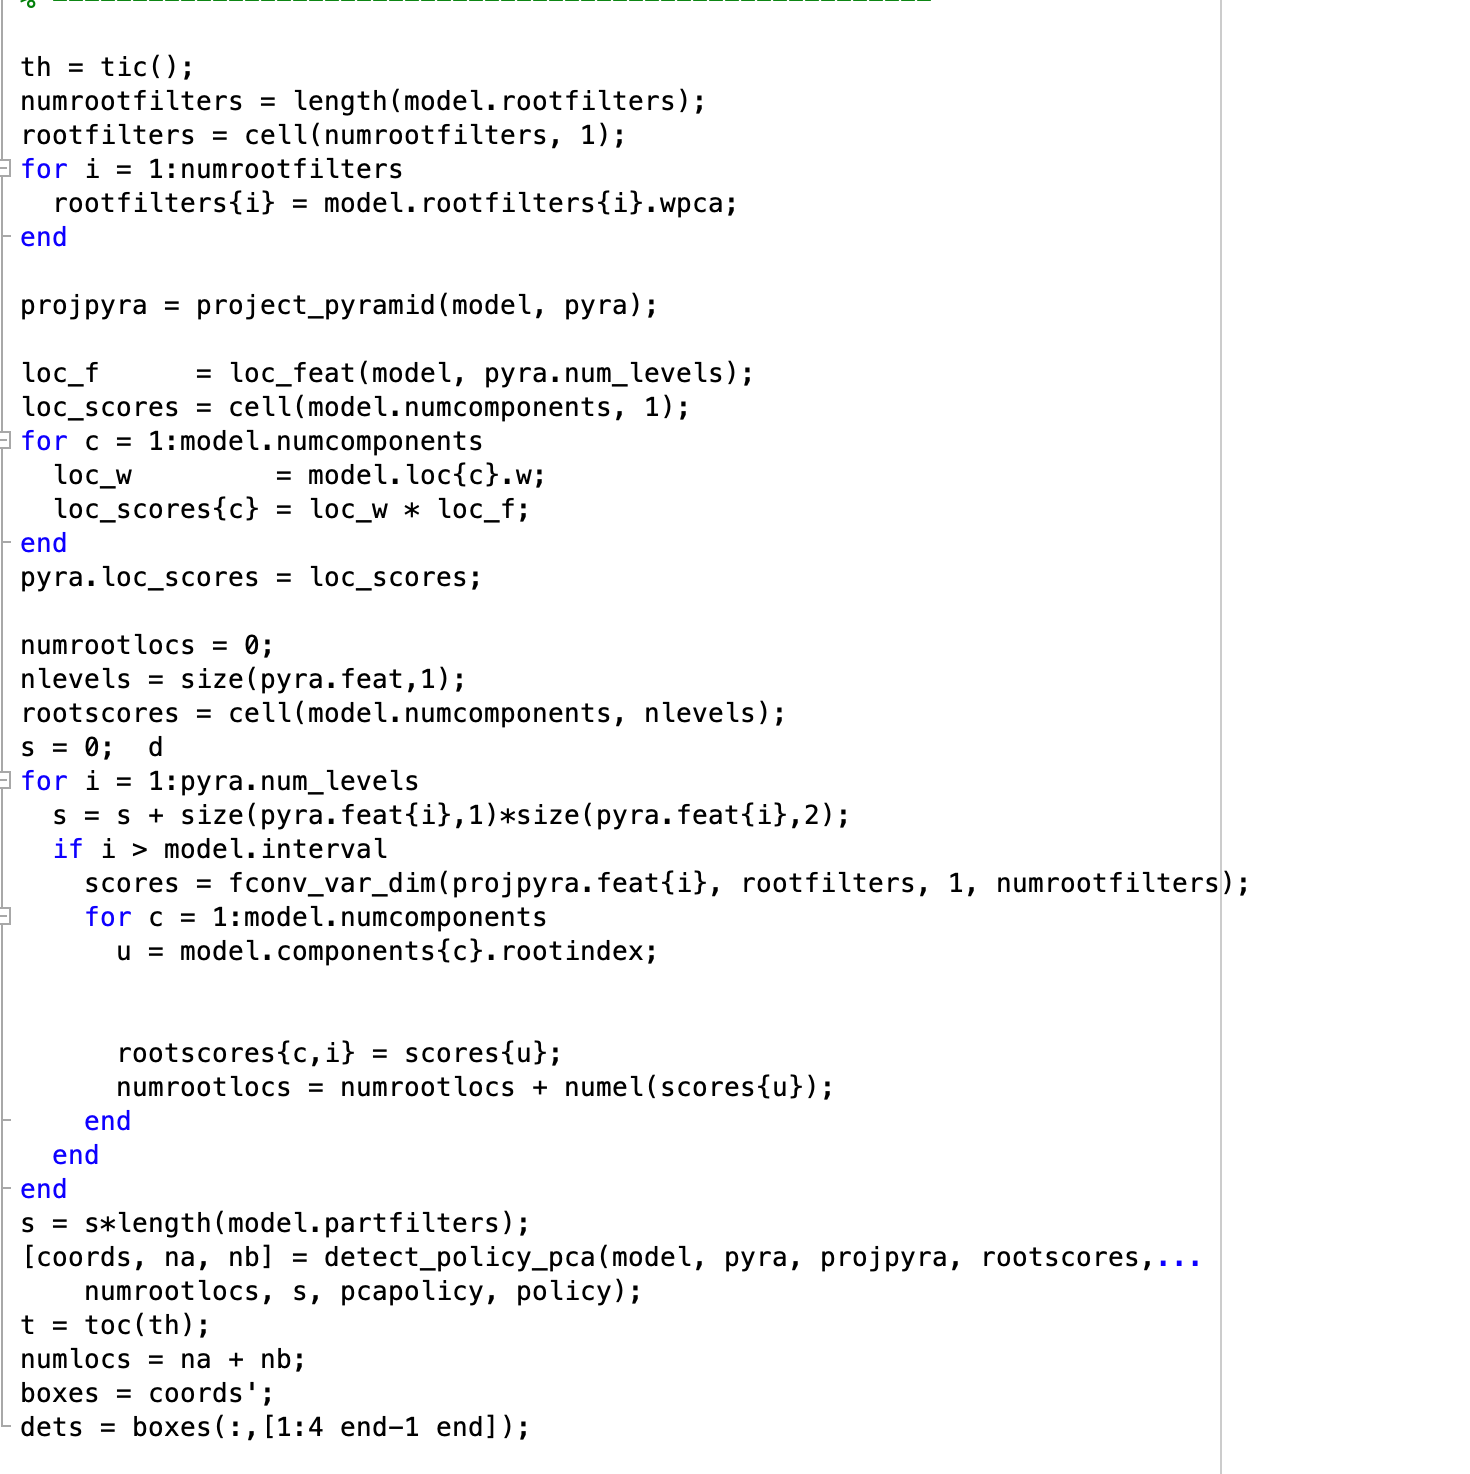 % -------------------------------------------------------
th = tic();
numrootfilters = length(model.rootfilters);
rootfilters = cell(numrootfilters, 1);
for i = 1:numrootfilters
  rootfilters{i} = model.rootfilters{i}.wpca;
end
projpyra = project_pyramid(model, pyra);
loc_f      = loc_feat(model, pyra.num_levels);
loc_scores = cell(model.numcomponents, 1);
for c = 1:model.numcomponents
  loc_w         = model.loc{c}.w;
  loc_scores{c} = loc_w * loc_f;
end
pyra.loc_scores = loc_scores;
numrootlocs = 0;
nlevels = size(pyra.feat,1);
rootscores = cell(model.numcomponents, nlevels);
s = 0;  d
for i = 1:pyra.num_levels
  s = s + size(pyra.feat{i},1)*size(pyra.feat{i},2);
  if i > model.interval
    scores = fconv_var_dim(projpyra.feat{i}, rootfilters, 1, numrootfilters);
    for c = 1:model.numcomponents
      u = model.components{c}.rootindex;
      rootscores{c,i} = scores{u};
      numrootlocs = numrootlocs + numel(scores{u});
    end
  end
end
s = s*length(model.partfilters);
[coords, na, nb] = detect_policy_pca(model, pyra, projpyra, rootscores,...
    numrootlocs, s, pcapolicy, policy);
t = toc(th);
numlocs = na + nb;
boxes = coords';
dets = boxes(:,[1:4 end-1 end]);